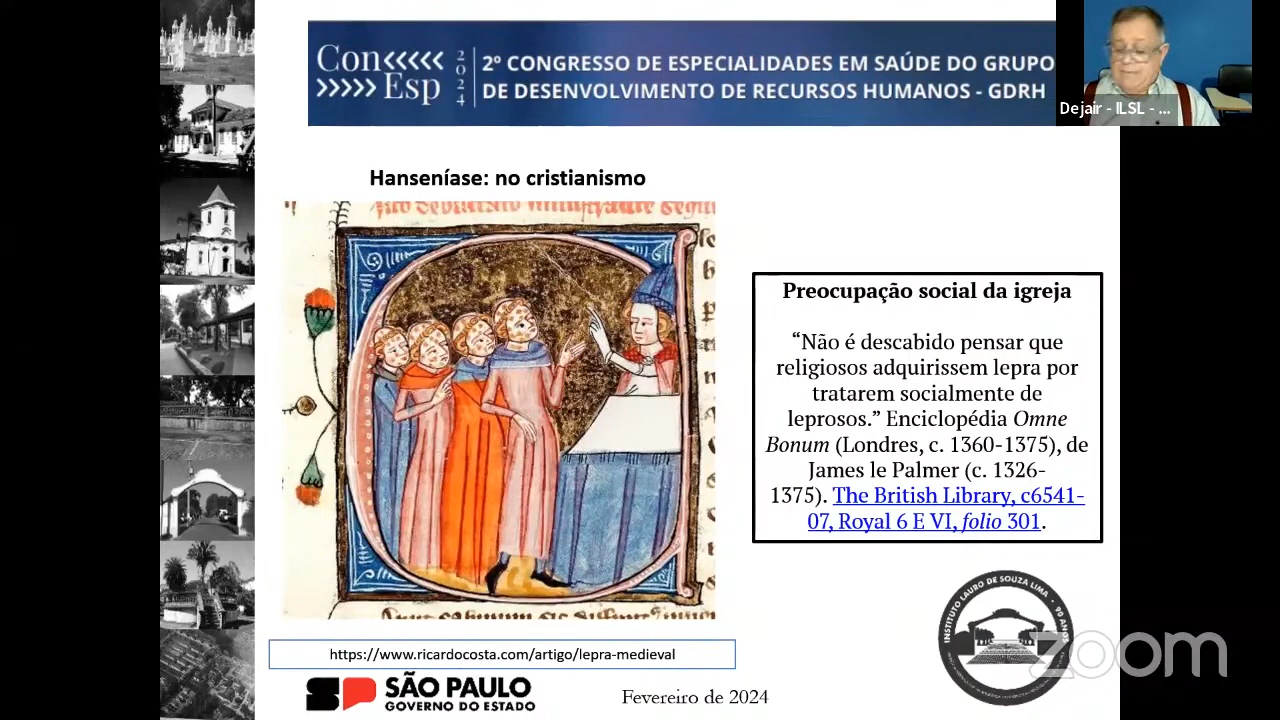 Con<<<<<
>>>>> Esp
2024
2º CONGRESSO DE ESPECIALIDADES EM SAÚDE DO GRUPO
DE DESENVOLVIMENTO DE RECURSOS HUMANOS - GDRH
Dejair - ILSL - ...
Hanseníase: no cristianismo
Preocupação social da igreja
“Não é descabido pensar que
religiosos adquirissem lepra por
tratarem socialmente de
leprosos.” Enciclopédia Omne
Bonum (Londres, c. 1360-1375), de
James le Palmer (c. 1326-
1375). The British Library, c6541-
07, Royal 6 E VI, folio 301.
INSTITUTO LAURO DE SOUZA LIMA • 90 ANOS
zoom
https://www.ricardocosta.com/artigo/lepra-medieval
SP SÃO PAULO
GOVERNO DO ESTADO
Fevereiro de 2024